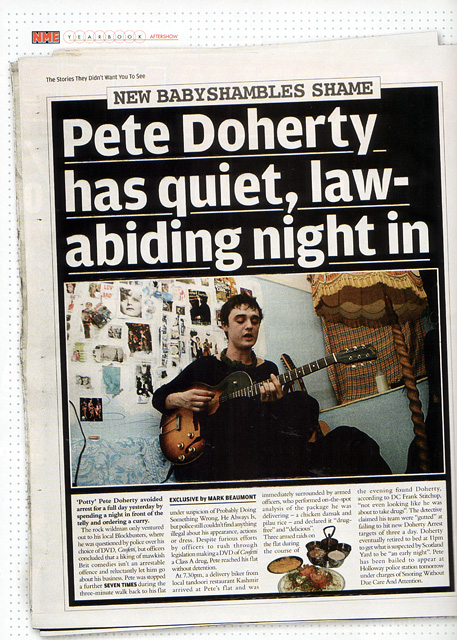 NME YEARBOOK AFTERSHOW
The Stories They Didn't Want You To See
NEW BABYSHAMBLES SHAME
Pete Doherty
has quiet, law-
abiding night in
'Potty' Pete Doherty avoided
arrest for a full day yesterday by
spending a night in front of the
telly and ordering a curry.
The rock wildman only ventured
out to his local Blockbusters, where
he was questioned by police over his
choice of DVD, Confetti, but officers
concluded that a liking of mawkish
Brit comedies isn't an arrestable
offence and reluctantly let him go
about his business. Pete was stopped
a further SEVEN TIMES during the
three-minute walk back to his flat
EXCLUSIVE by MARK BEAUMONT
under suspicion of Probably Doing
Something Wrong, He Always Is,
but police still couldn't find anything
illegal about his appearance, actions
or dress. Despite furious efforts
by officers to rush through
legislation making a DVD of Confetti
a Class A drug, Pete reached his flat
without detention.
At 7.30pm, a delivery biker from
local tandoori restaurant Kashmir
arrived at Pete's flat and was
immediately surrounded by armed
officers, who performed on-the-spot
analysis of the package he was
delivering – a chicken dansak and
pilau rice – and declared it "drug-
free" and "delicious".
Three armed raids on
the flat during
the course of
the evening found Doherty,
according to DC Frank Stitchup,
"not even looking like he was
about to take drugs". The detective
claimed his team were "gutted" at
failing to hit new Doherty Arrest
targets of three a day. Doherty
eventually retired to bed at 11pm
to get what is suspected by Scotland
Yard to be "an early night". Pete
has been bailed to appear at
Holloway police station tomorrow
under charges of Snoring Without
Due Care And Attention.